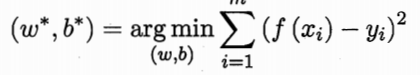 (w*, b*) = arg min_{(w,b)} ∑_{i=1}^{m} (f (x_i) − y_i)^2